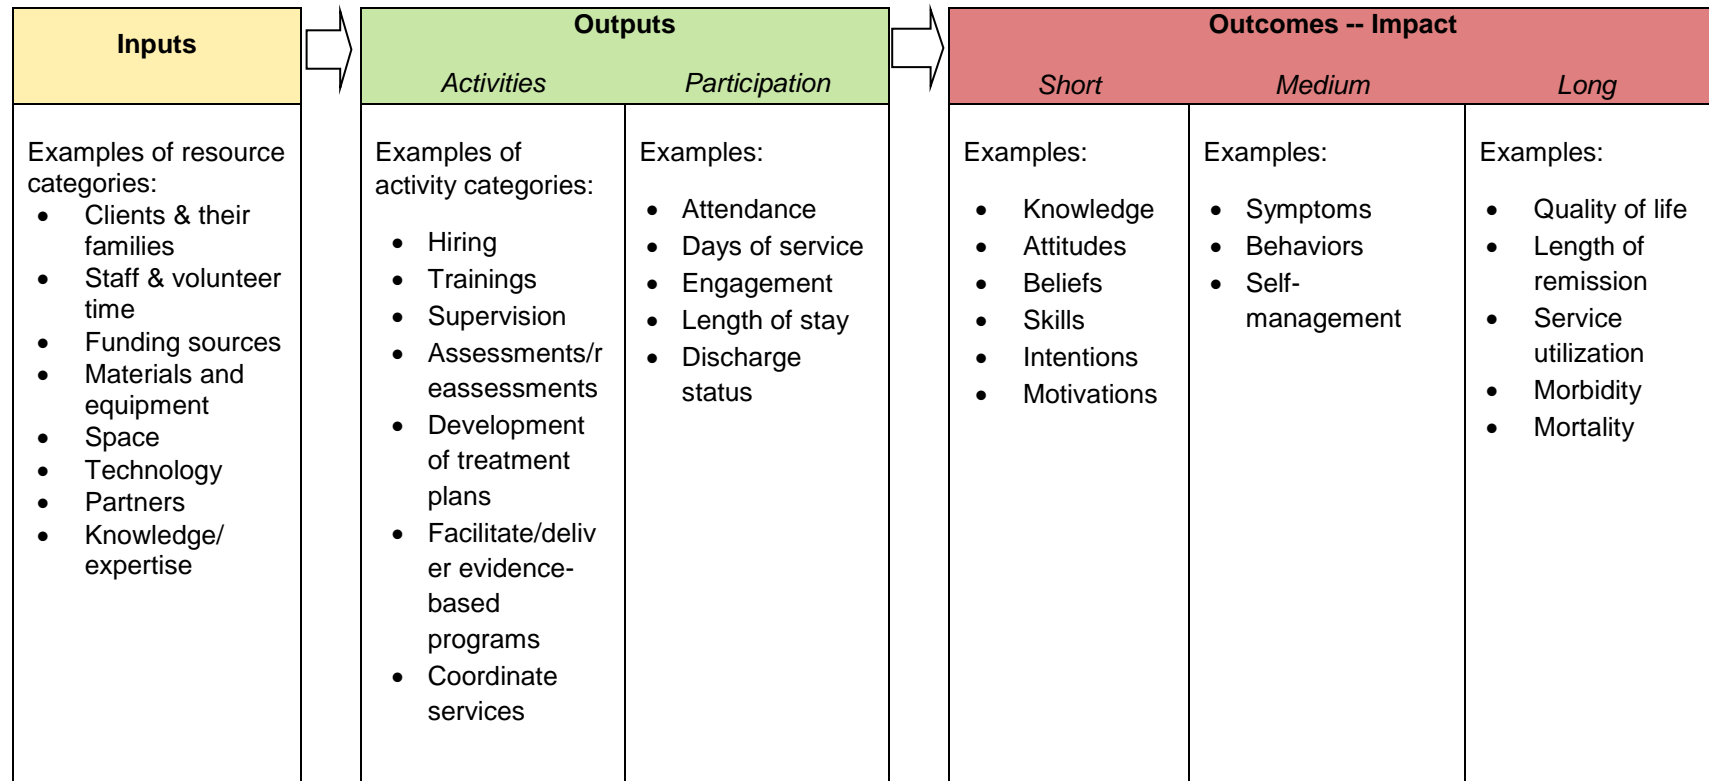 Inputs
Outputs
Activities
Participation
Outcomes -- Impact
Short
Medium
Long
Examples of resource
categories:
• Clients & their
families
• Staff & volunteer
time
• Funding sources
• Materials and
equipment
• Space
• Technology
• Partners
• Knowledge/
expertise
Examples of
activity categories:
• Hiring
• Trainings
• Supervision
• Assessments/r
eassessments
• Development
of treatment
plans
• Facilitate/deliv
er evidence-
based
programs
• Coordinate
services
Examples:
• Attendance
• Days of service
• Engagement
• Length of stay
• Discharge
status
Examples:
• Knowledge
• Attitudes
• Beliefs
• Skills
• Intentions
• Motivations
Examples:
• Symptoms
• Behaviors
• Self-
management
Examples:
• Quality of life
• Length of
remission
• Service
utilization
• Morbidity
• Mortality